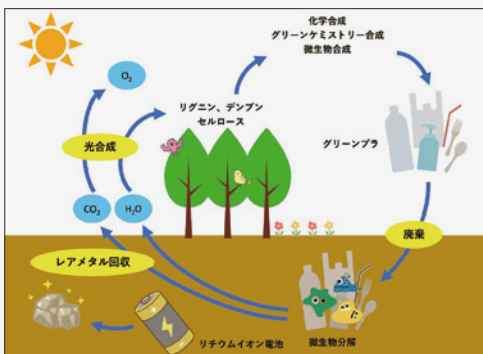 化学合成
グリーンケミストリー合成
微生物合成
O₂
リグニン、デンプン
セルロース
グリーンプラ
光合成
CO₂
H₂O
廃棄
レアメタル回収
リチウムイオン電池
微生物分解